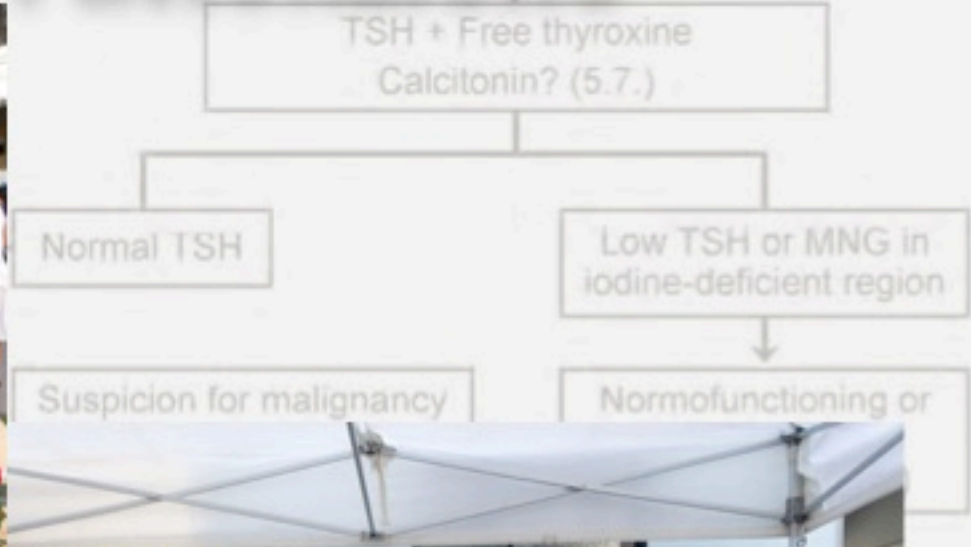 TSH + Free thyroxine
Calcitonin? (5.7.)
Normal TSH
Low TSH or MNG in
iodine-deficient region
Suspicion for malignancy
Normofunctioning or